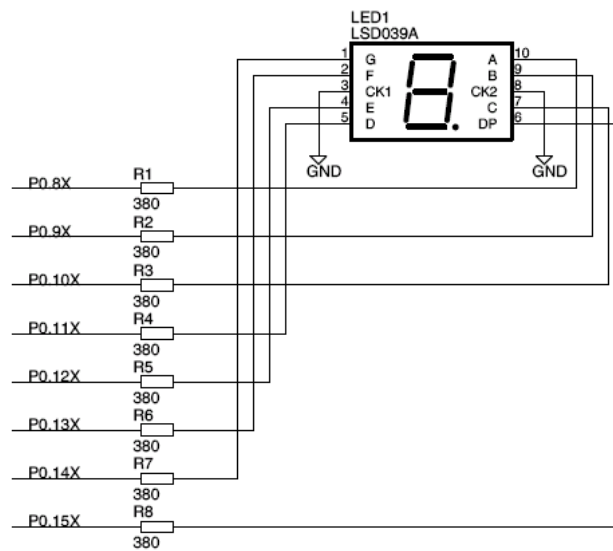 LED1
LSD039A
1 G A 10
2 F B 9
3 CK1 CK2 8
4 E C 7
5 D DP 6
GND GND
P0.8X R1
380
P0.9X R2
380
P0.10X R3
380
P0.11X R4
380
P0.12X R5
380
P0.13X R6
380
P0.14X R7
380
P0.15X R8
380